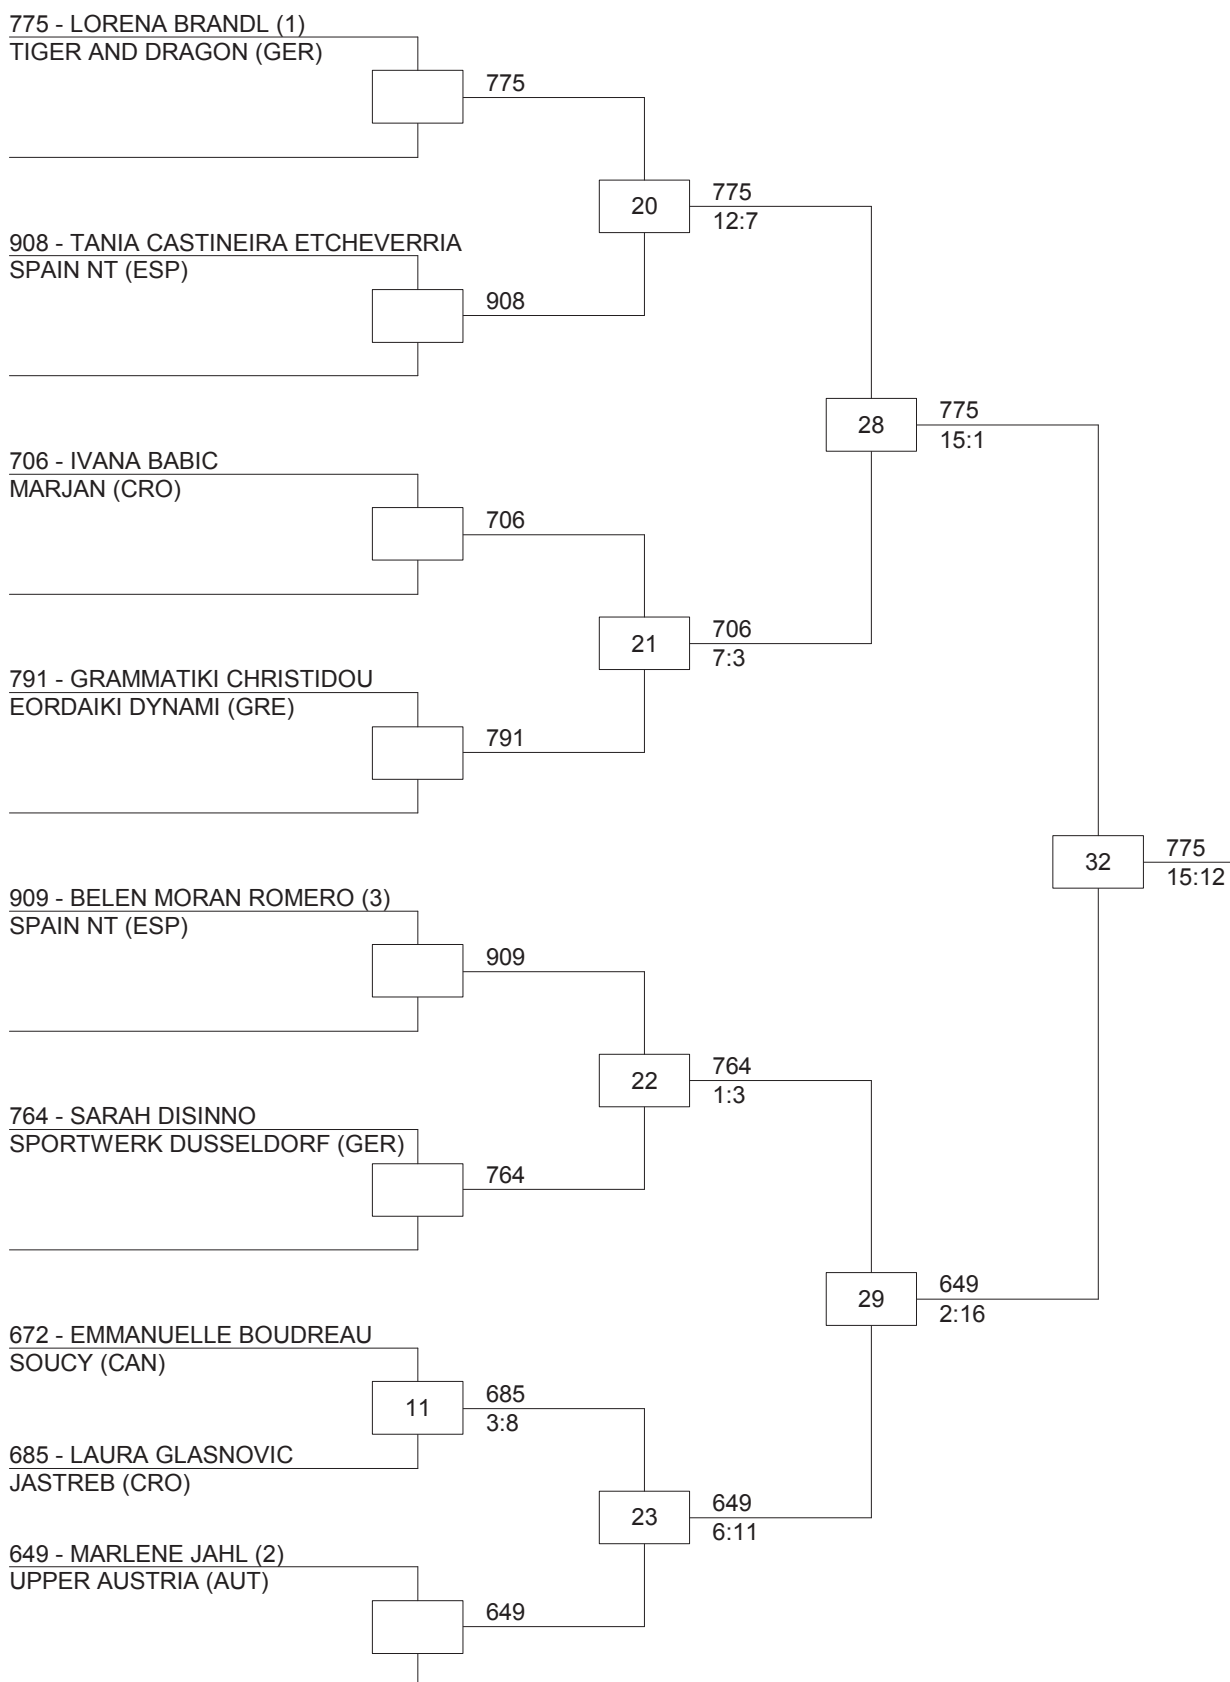 775 - LORENA BRANDL (1)
TIGER AND DRAGON (GER)
775
20
775
12:7
908 - TANIA CASTINEIRA ETCHEVERRIA
SPAIN NT (ESP)
908
28
775
15:1
706 - IVANA BABIC
MARJAN (CRO)
706
21
706
7:3
791 - GRAMMATIKI CHRISTIDOU
EORDAIKI DYNAMI (GRE)
791
32
775
15:12
909 - BELEN MORAN ROMERO (3)
SPAIN NT (ESP)
909
22
764
1:3
764 - SARAH DISINNO
SPORTWERK DUSSELDORF (GER)
764
29
649
2:16
672 - EMMANUELLE BOUDREAU
SOUCY (CAN)
11
685
3:8
685 - LAURA GLASNOVIC
JASTREB (CRO)
23
649
6:11
649 - MARLENE JAHL (2)
UPPER AUSTRIA (AUT)
649